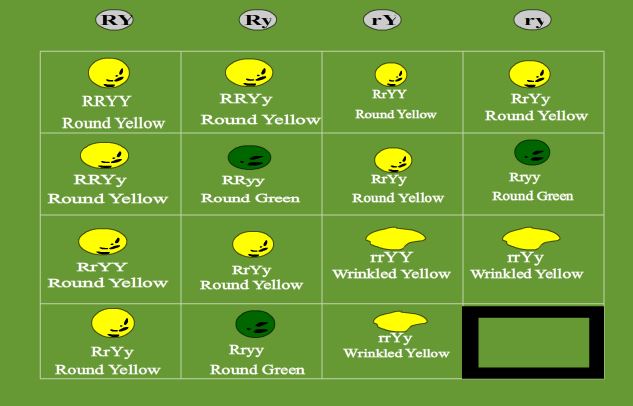 RY Ry rY ry
RRYY RRYy RrYY RrYy
Round Yellow Round Yellow Round Yellow Round Yellow
RRYy RRyy RrYy Rryy
Round Yellow Round Green Round Yellow Round Green
RrYY RrYy rrYY rrYy
Round Yellow Round Yellow Wrinkled Yellow Wrinkled Yellow
RrYy Rryy rrYy
Round Yellow Round Green Wrinkled Yellow